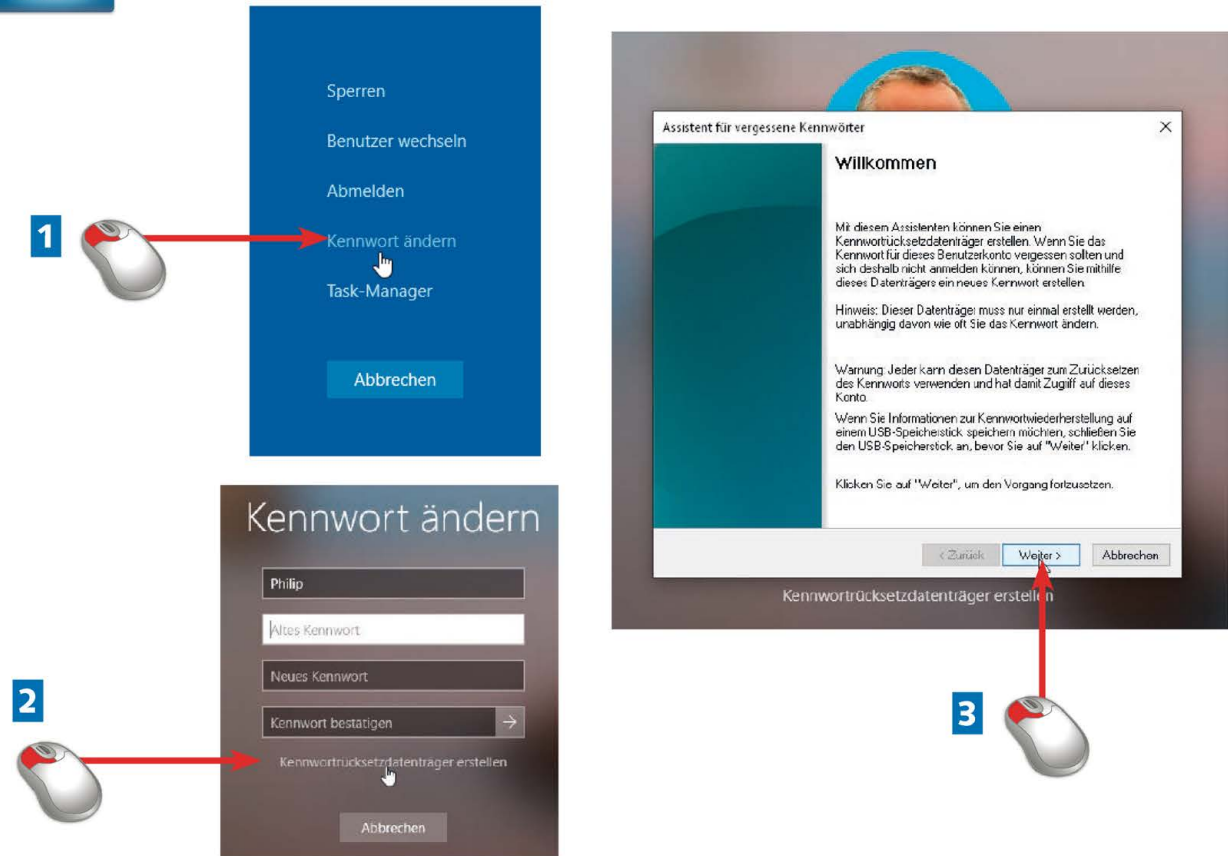 1
Sperren
Benutzer wechseln
Abmelden
Kennwort ändern
Task-Manager
Abbrechen
2
Kennwort ändern
Philip
Altes Kennwort
Neues Kennwort
Kennwort bestätigen
Kennwortrücksetzdatenträger erstellen
Abbrechen
Assistent für vergessene Kennwörter
Willkommen
Mit diesem Assistenten können Sie einen
Kennwortrücksetzdatenträger erstellen. Wenn Sie das
Kennwort für dieses Benutzerkonto vergessen sollten und
sich deshalb nicht anmelden können, können Sie mithilfe
dieses Datenträgers ein neues Kennwort erstellen.
Hinweis: Dieser Datenträger muss nur einmal erstellt werden,
unabhängig davon wie oft Sie das Kennwort ändern.
Warnung: Jeder kann diesen Datenträger zum Zurücksetzen
des Kennworts verwenden und hat damit Zugriff auf dieses
Konto.
Wenn Sie Informationen zur Kennwortwiederherstellung auf
einem USB-Speicherstick speichern möchten, schließen Sie
den USB-Speicherstick an, bevor Sie auf "Weiter" klicken.
Klicken Sie auf "Weiter", um den Vorgang fortzusetzen.
< Zurück Weiter > Abbrechen
Kennwortrücksetzdatenträger erstellen
3